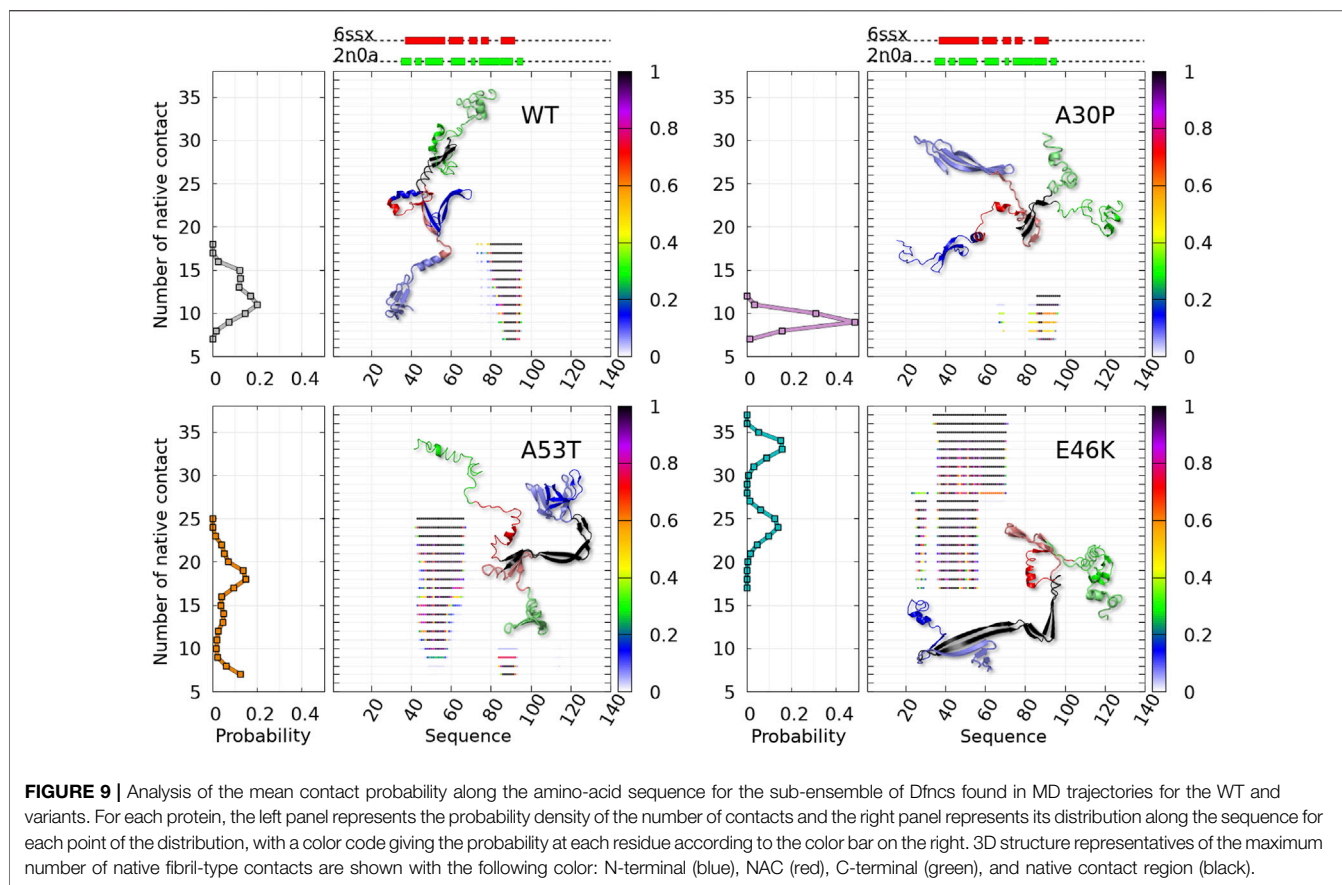 6ssx
2n0a
6ssx
2n0a
Number of native contact
35
30
25
20
15
10
5
0 0.2 0.4
WT
20 40 60 80 100 120 140
1
0.8
0.6
0.4
0.2
0
35
30
25
20
15
10
5
0 0.2 0.4
A30P
20 40 60 80 100 120 140
1
0.8
0.6
0.4
0.2
0
Number of native contact
35
30
25
20
15
10
5
0 0.2 0.4
Probability
A53T
20 40 60 80 100 120 140
Sequence
1
0.8
0.6
0.4
0.2
0
35
30
25
20
15
10
5
0 0.2 0.4
Probability
E46K
20 40 60 80 100 120 140
Sequence
1
0.8
0.6
0.4
0.2
0
FIGURE 9 | Analysis of the mean contact probability along the amino-acid sequence for the sub-ensemble of Dfncs found in MD trajectories for the WT and
variants. For each protein, the left panel represents the probability density of the number of contacts and the right panel represents its distribution along the sequence for
each point of the distribution, with a color code giving the probability at each residue according to the color bar on the right. 3D structure representatives of the maximum
number of native fibril-type contacts are shown with the following color: N-terminal (blue), NAC (red), C-terminal (green), and native contact region (black).